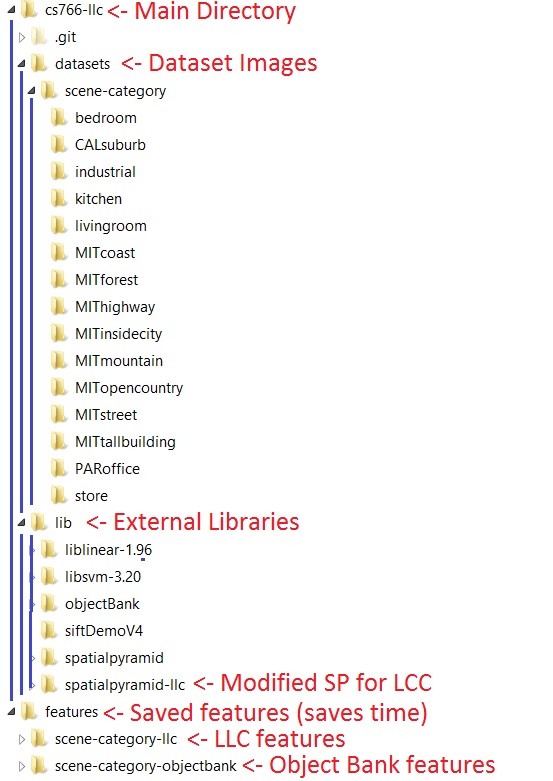 cs766-llc <- Main Directory
.git
datasets <- Dataset Images
scene-category
bedroom
CALsuburb
industrial
kitchen
livingroom
MITcoast
MITforest
MIThighway
MITinsidecity
MITmountain
MITopencountry
MITstreet
MITtallbuilding
PARoffice
store
lib <- External Libraries
liblinear-1.96
libsvm-3.20
objectBank
siftDemoV4
spatialpyramid
spatialpyramid-llc <- Modified SP for LCC
features <- Saved features (saves time)
scene-category-llc <- LLC features
scene-category-objectbank <- Object Bank features